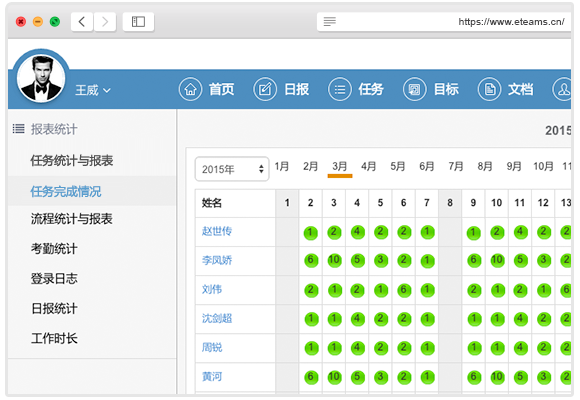 https://www.eteams.cn/
王威 首页 日报 任务 目标 文档
报表统计
任务统计与报表
任务完成情况
流程统计与报表
考勤统计
登录日志
日报统计
工作时长
2015
2015年 1月 2月 3月 4月 5月 6月 7月 8月 9月 10月 11
姓名 1 2 3 4 5 6 7 8 9 10 11 12 13
赵世传 1 2 4 2 2 1 1 2 4 2 2
李凤娇 6 10 5 3 2 1 6 10 5 3 2
刘伟 2 1 2 1 6 1 2 1 2 1 6
沈剑超 1 1 4 2 2 1 1 1 4 2 2
周锐 1 1 4 2 2 1 1 1 4 2 2
黄河 6 10 5 3 2 1 6 10 5 3 2